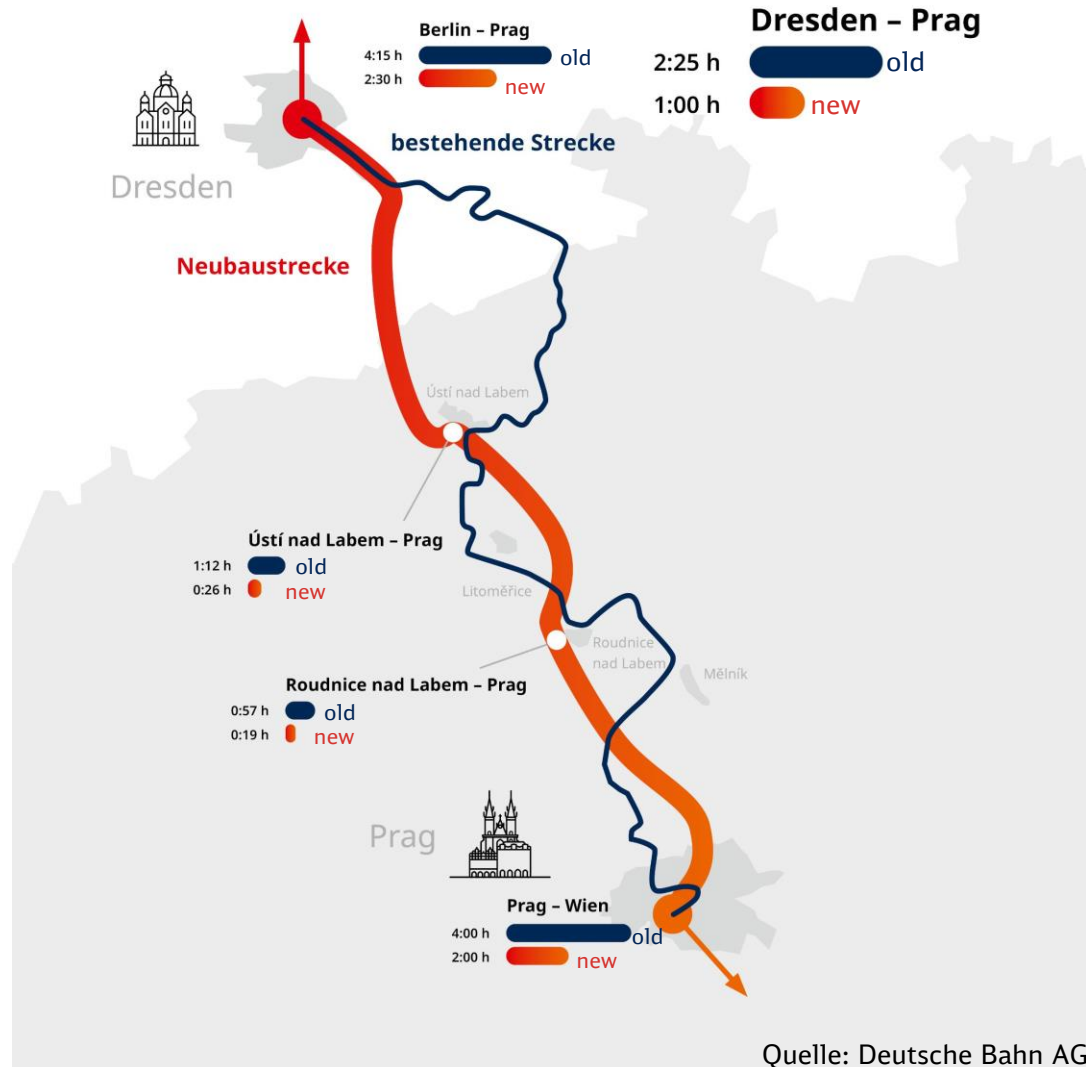 Berlin – Prag
4:15 h old
2:30 h new
Dresden – Prag
2:25 h old
1:00 h new
bestehende Strecke
Dresden
Neubaustrecke
Ústí nad Labem
Ústí nad Labem – Prag
1:12 h old
0:26 h new
Litoměřice
Roudnice
nad Labem
Mělník
Roudnice nad Labem – Prag
0:57 h old
0:19 h new
Prag
Prag – Wien
4:00 h old
2:00 h new
Quelle: Deutsche Bahn AG